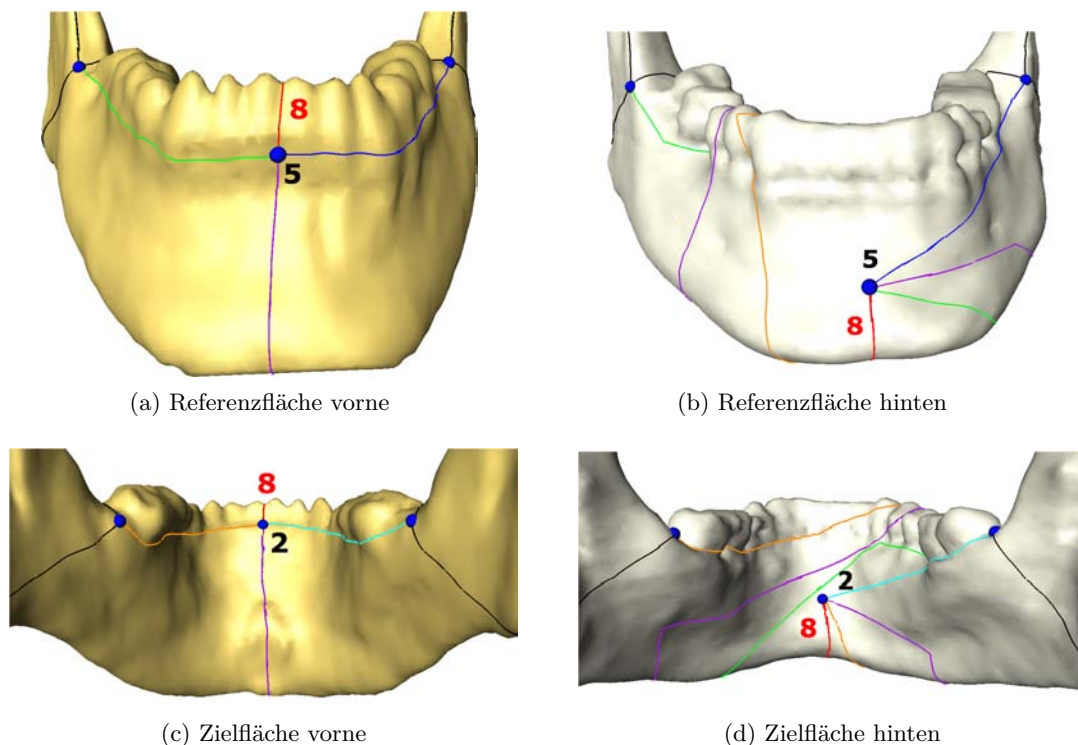 8
5
5
8
(a) Referenzfläche vorne
(b) Referenzfläche hinten
8
2
2
8
(c) Zielfläche vorne
(d) Zielfläche hinten